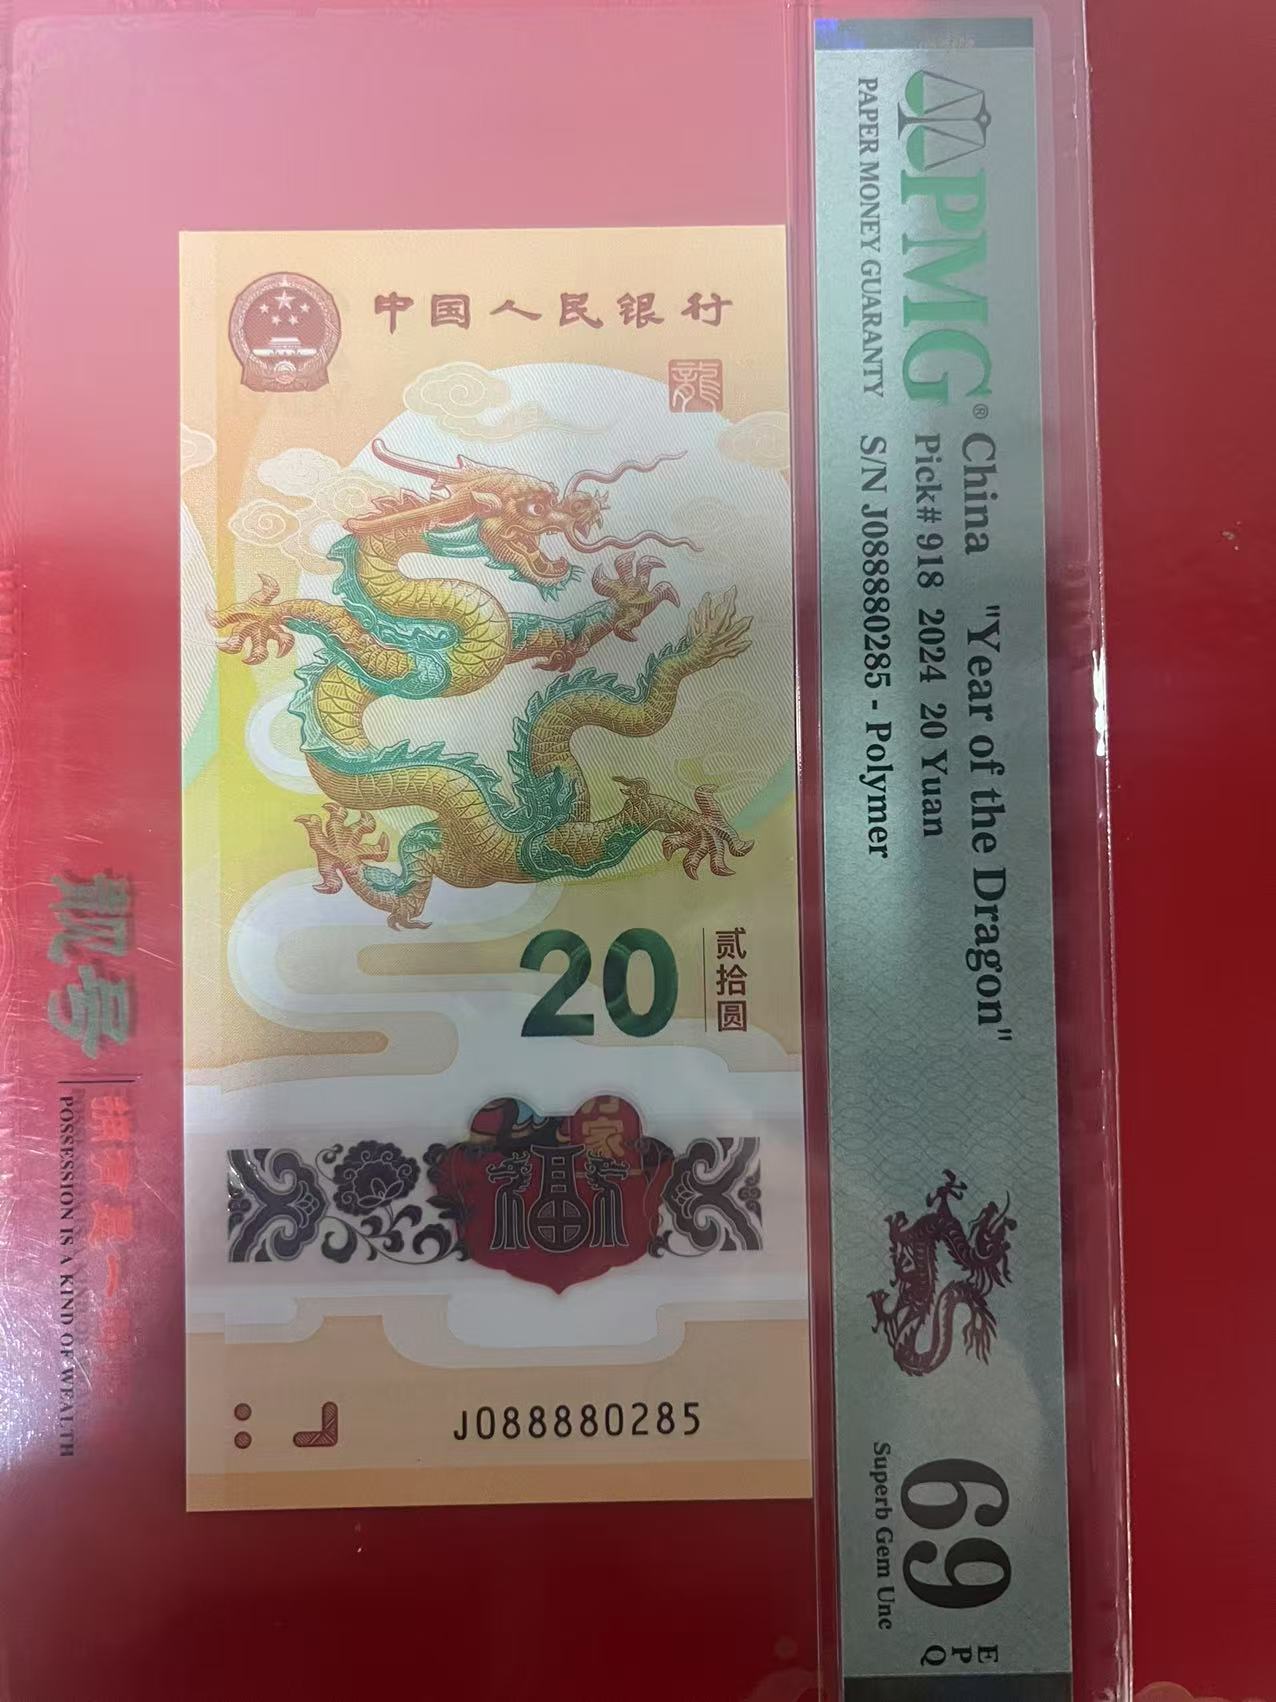 中国人民银行
龍
20
贰拾圆
福
J088880285
PMG®
PAPER MONEY GUARANTY
China "Year of the Dragon"
Pick# 918 2024 20 Yuan
S/N J088880285 - Polymer
69
EPQ
Superb Gem Unc
靓号
POSSESSION IS A KIND OF WEALTH